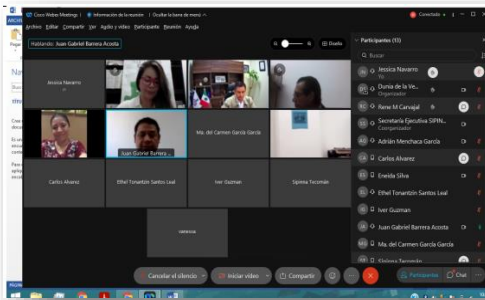 Cisco Webex Meetings
Información de la reunión
Ocultar la barra de menú
Conectado
Archivo Editar Compartir Ver Audio y vídeo Participante Reunión Ayuda
Hablando: Juan Gabriel Barrera Acosta
Diseño
Participantes (13)
Buscar
Jessica Navarro
Yo
Dunia de la Ve...
Organizador
Rene M Carvajal
Secretaría Ejecutiva SIPIN...
Coorganizador
Adrián Menchaca García
Carlos Alvarez
Eneida Silva
Ethel Tonantzin Santos Leal
Iver Guzman
Juan Gabriel Barrera Acosta
Ma. del Carmen García García
Sipinna Tecomán
Jessica Navarro
Yo
Juan Gabriel Barrera ...
Ma. del Carmen García García
Carlos Alvarez
Ethel Tonantzin Santos Leal
Iver Guzman
Sipinna Tecomán
Cancelar el silencio
Iniciar vídeo
Compartir
Participantes
Chat